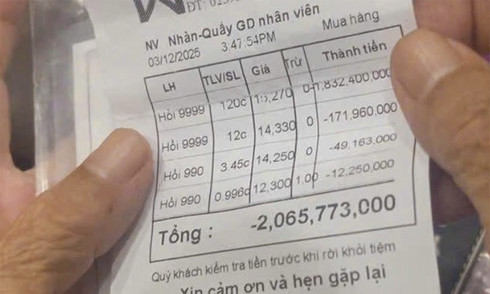 NV Nhàn-Quầy GD nhân viên
03/12/2025 3:47:54PM Mua hàng
LH TLV/SL Giá Trừ Thành tiền
Hồi 9999 120c 15,270 0 -1,832,400,000
Hồi 9999 12c 14,330 0 -171,960.000
Hồi 990 3.45c 14,250 0 -49,163,000
Hồi 990 0.996c 12,300 1.00 -12,250,000
Tổng : -2,065,773,000
Quý khách kiểm tra tiền trước khi rời khỏi tiệm
Xin cảm ơn và hẹn gặp lại